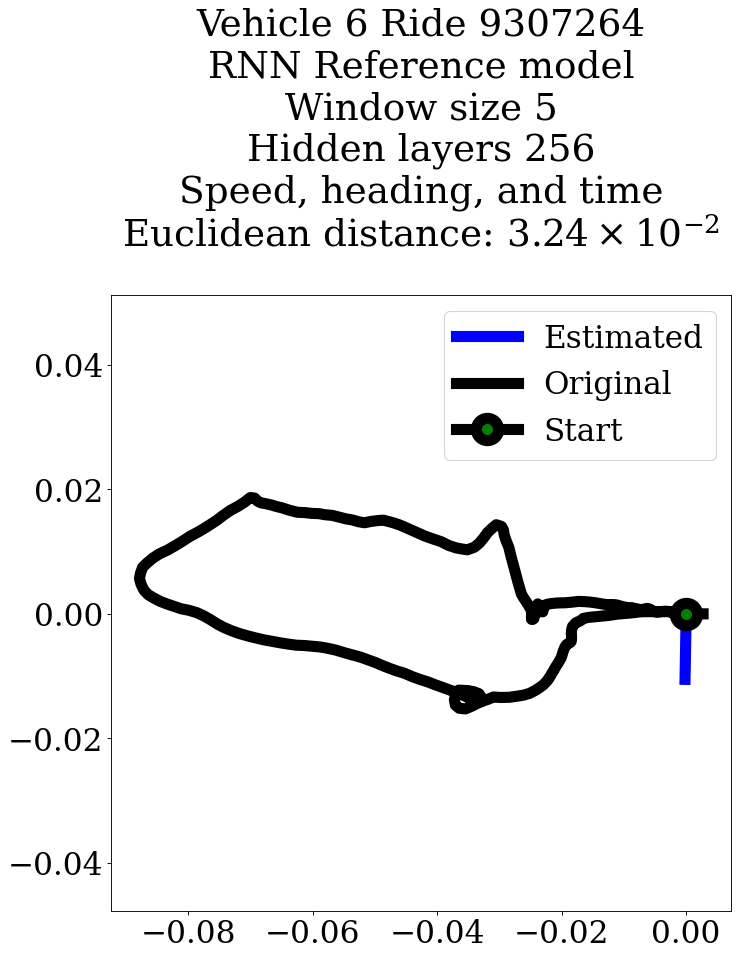 Vehicle 6 Ride 9307264
RNN Reference model
Window size 5
Hidden layers 256
Speed, heading, and time
Euclidean distance: 3.24 × 10⁻²
Estimated
Original
Start
0.04
0.02
0.00
−0.02
−0.04
−0.08 −0.06 −0.04 −0.02 0.00